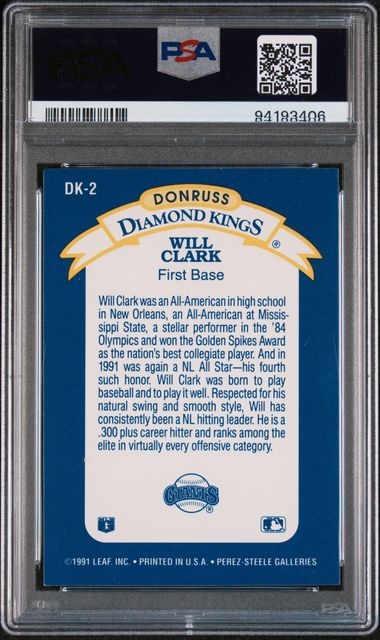 PSA
PSA
94193406
DK-2
DONRUSS
DIAMOND KINGS
®
WILL
CLARK
First Base
Will Clark was an All-American in high school
in New Orleans, an All-American at Missis-
sippi State, a stellar performer in the '84
Olympics and won the Golden Spikes Award
as the nation's best collegiate player. And in
1991 was again a NL All Star—his fourth
such honor. Will Clark was born to play
baseball and to play it well. Respected for his
natural swing and smooth style, Will has
consistently been a NL hitting leader. He is a
.300 plus career hitter and ranks among the
elite in virtually every offensive category.
GIANTS
®
©1991 LEAF, INC. • PRINTED IN U.S.A. • PEREZ-STEELE GALLERIES
PSA